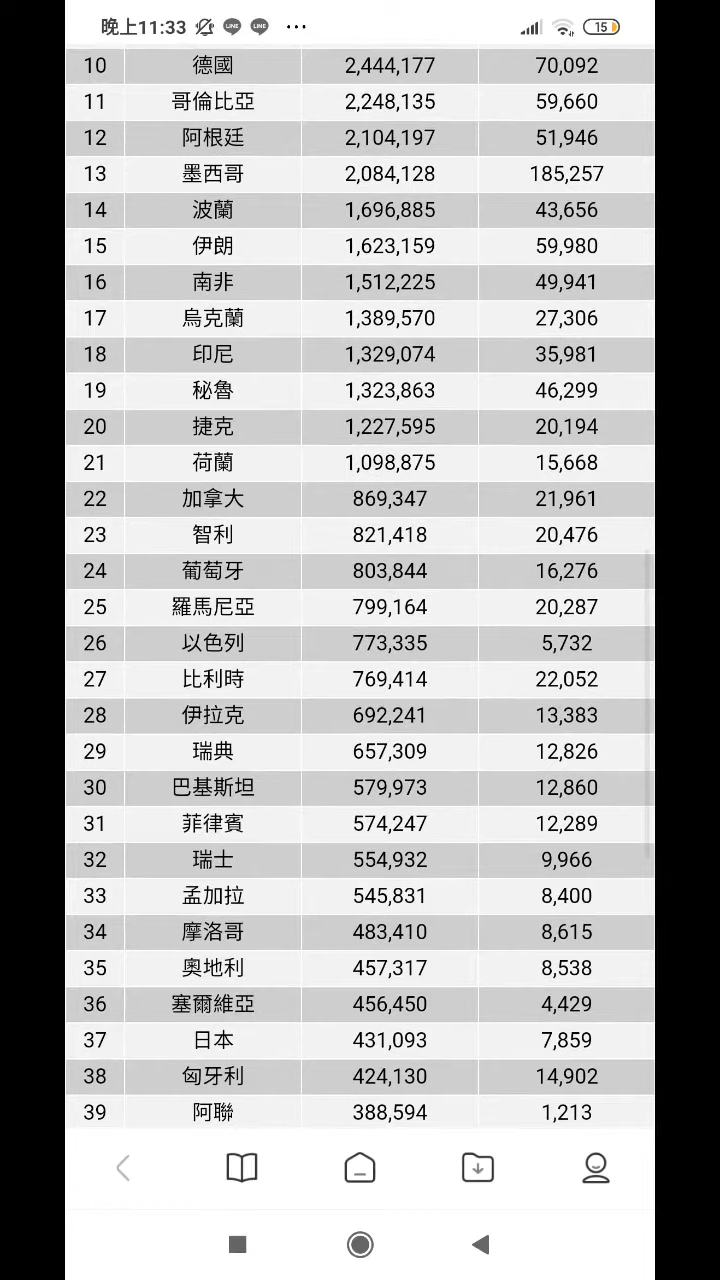 晚上11:33 LINE LINE ... 15
10 德國 2,444,177 70,092
11 哥倫比亞 2,248,135 59,660
12 阿根廷 2,104,197 51,946
13 墨西哥 2,084,128 185,257
14 波蘭 1,696,885 43,656
15 伊朗 1,623,159 59,980
16 南非 1,512,225 49,941
17 烏克蘭 1,389,570 27,306
18 印尼 1,329,074 35,981
19 秘魯 1,323,863 46,299
20 捷克 1,227,595 20,194
21 荷蘭 1,098,875 15,668
22 加拿大 869,347 21,961
23 智利 821,418 20,476
24 葡萄牙 803,844 16,276
25 羅馬尼亞 799,164 20,287
26 以色列 773,335 5,732
27 比利時 769,414 22,052
28 伊拉克 692,241 13,383
29 瑞典 657,309 12,826
30 巴基斯坦 579,973 12,860
31 菲律賓 574,247 12,289
32 瑞士 554,932 9,966
33 孟加拉 545,831 8,400
34 摩洛哥 483,410 8,615
35 奧地利 457,317 8,538
36 塞爾維亞 456,450 4,429
37 日本 431,093 7,859
38 匈牙利 424,130 14,902
39 阿聯 388,594 1,213